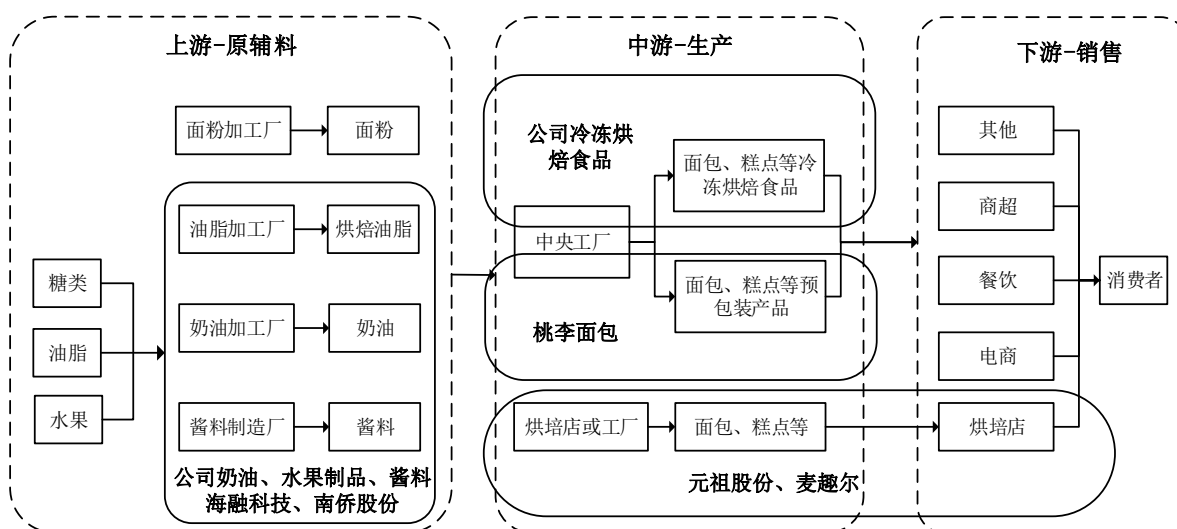 上游-原辅料
面粉加工厂
面粉
油脂加工厂
烘焙油脂
糖类
油脂
水果
奶油加工厂
奶油
酱料制造厂
酱料
公司奶油、水果制品、酱料
海融科技、南侨股份
中游-生产
公司冷冻烘
焙食品
面包、糕点等冷
冻烘焙食品
中央工厂
面包、糕点等预
包装产品
桃李面包
烘培店或工厂
面包、糕点等
元祖股份、麦趣尔
下游-销售
其他
商超
餐饮
电商
烘培店
消费者